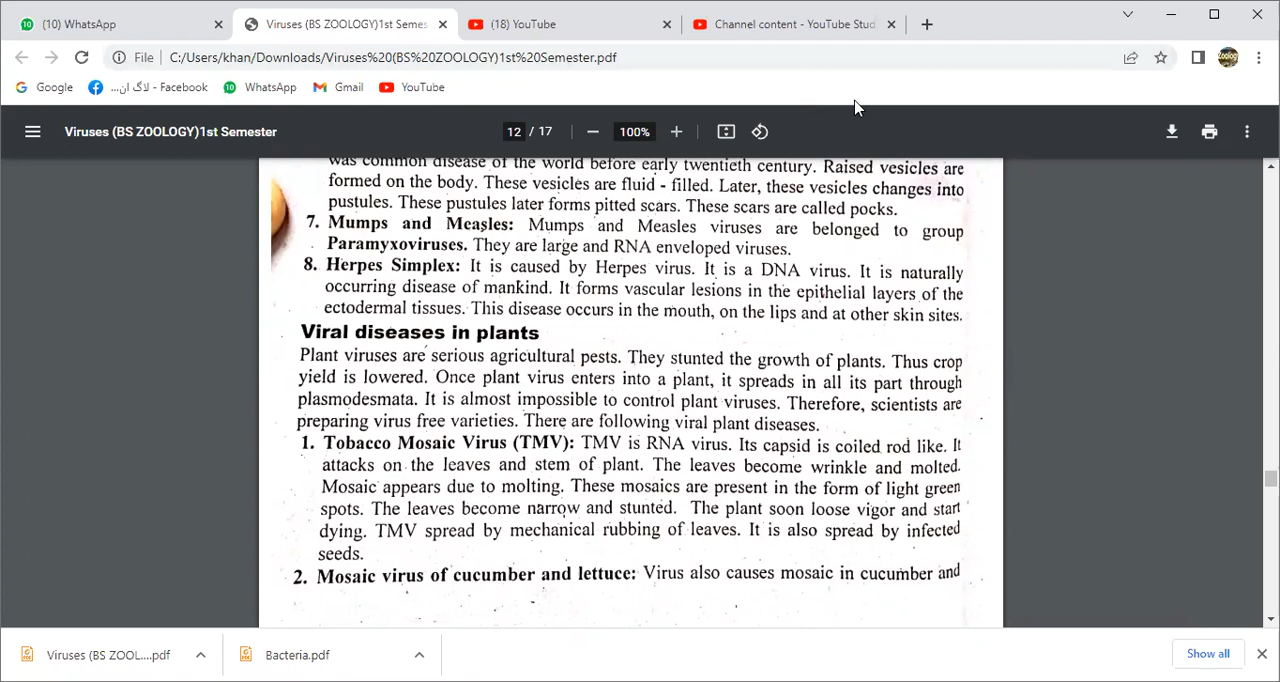 (10) WhatsApp
Viruses (BS ZOOLOGY)1st Semes
(18) YouTube
Channel content - YouTube Stud
File
C:/Users/khan/Downloads/Viruses%20(BS%20ZOOLOGY)1st%20Semester.pdf
Zoology
Google
Facebook - لاگ ان...
10
WhatsApp
Gmail
YouTube
Viruses (BS ZOOLOGY)1st Semester
12 / 17
100%
was common disease of the world before early twentieth century. Raised vesicles are
formed on the body. These vesicles are fluid - filled. Later, these vesicles changes into
pustules. These pustules later forms pitted scars. These scars are called pocks.
7. Mumps and Measles: Mumps and Measles viruses are belonged to group
Paramyxoviruses. They are large and RNA enveloped viruses.
8. Herpes Simplex: It is caused by Herpes virus. It is a DNA virus. It is naturally
occurring disease of mankind. It forms vascular lesions in the epithelial layers of the
ectodermal tissues. This disease occurs in the mouth, on the lips and at other skin sites.
Viral diseases in plants
Plant viruses are serious agricultural pests. They stunted the growth of plants. Thus crop
yield is lowered. Once plant virus enters into a plant, it spreads in all its part through
plasmodesmata. It is almost impossible to control plant viruses. Therefore, scientists are
preparing virus free varieties. There are following viral plant diseases.
1. Tobacco Mosaic Virus (TMV): TMV is RNA virus. Its capsid is coiled rod like. It
attacks on the leaves and stem of plant. The leaves become wrinkle and molted.
Mosaic appears due to molting. These mosaics are present in the form of light green
spots. The leaves become narrow and stunted. The plant soon loose vigor and start
dying. TMV spread by mechanical rubbing of leaves. It is also spread by infected
seeds.
2. Mosaic virus of cucumber and lettuce: Virus also causes mosaic in cucumber and
Viruses (BS ZOOL....pdf
Bacteria.pdf
Show all